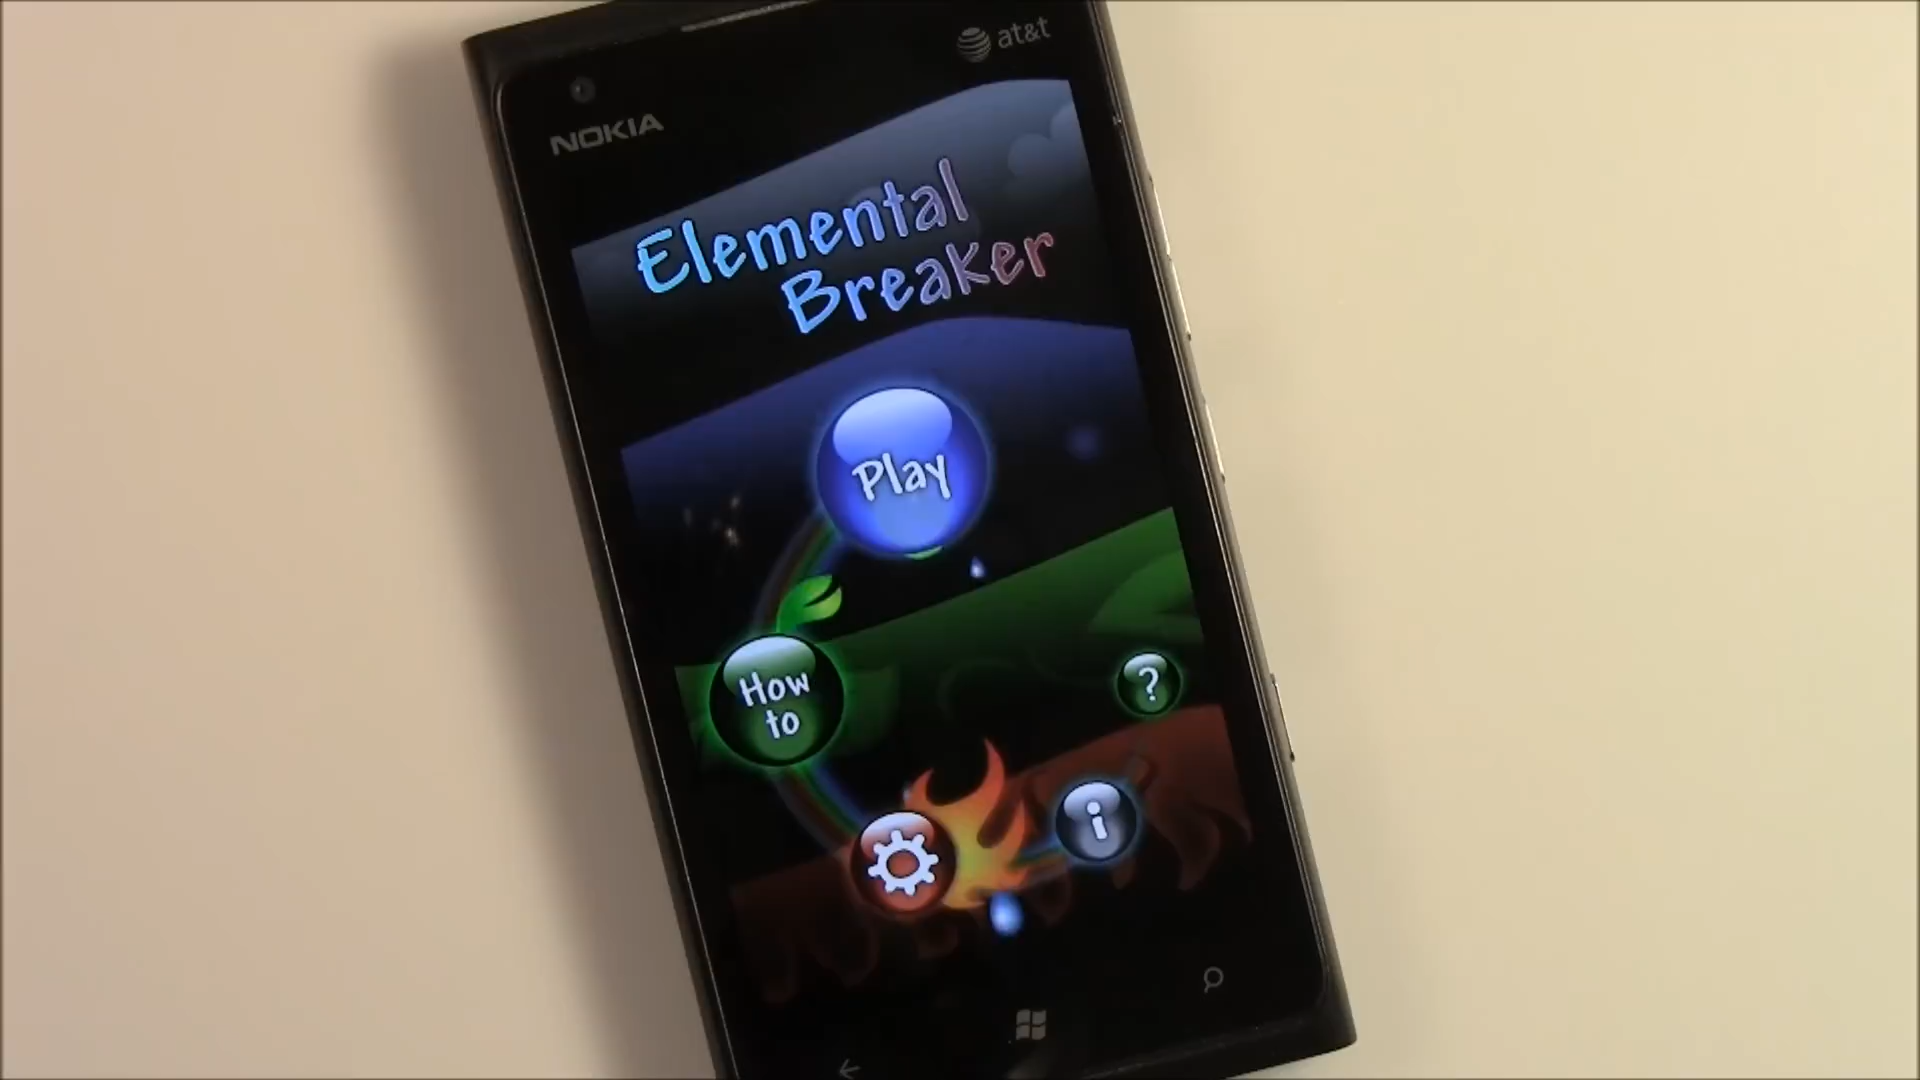 at&t
NOKIA
Elemental
Breaker
Play
How
to
?
i